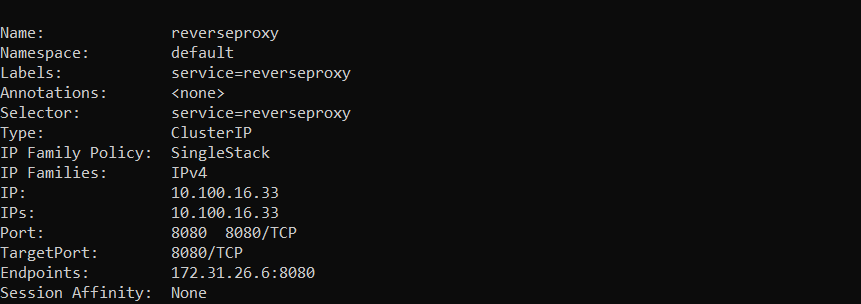 Name: reverseproxy
Namespace: default
Labels: service=reverseproxy
Annotations: <none>
Selector: service=reverseproxy
Type: ClusterIP
IP Family Policy: SingleStack
IP Families: IPv4
IP: 10.100.16.33
IPs: 10.100.16.33
Port: 8080 8080/TCP
TargetPort: 8080/TCP
Endpoints: 172.31.26.6:8080
Session Affinity: None